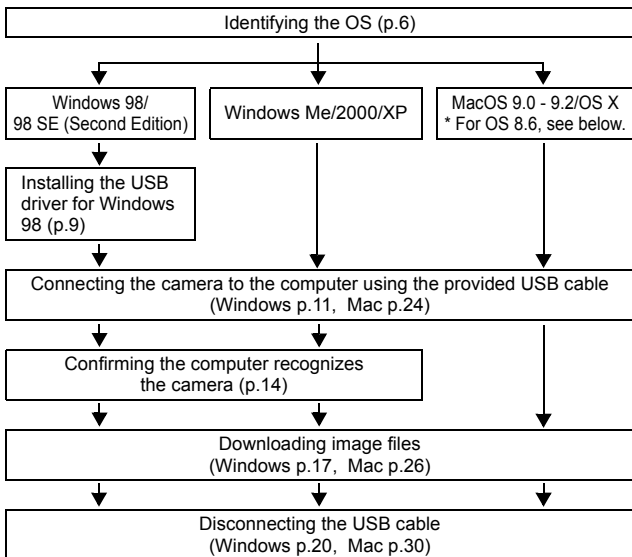 Identifying the OS (p.6)
Windows 98/
98 SE (Second Edition)
Windows Me/2000/XP
MacOS 9.0 - 9.2/OS X
* For OS 8.6, see below.
Installing the USB
driver for Windows
98 (p.9)
Connecting the camera to the computer using the provided USB cable
(Windows p.11, Mac p.24)
Confirming the computer recognizes
the camera (p.14)
Downloading image files
(Windows p.17, Mac p.26)
Disconnecting the USB cable
(Windows p.20, Mac p.30)